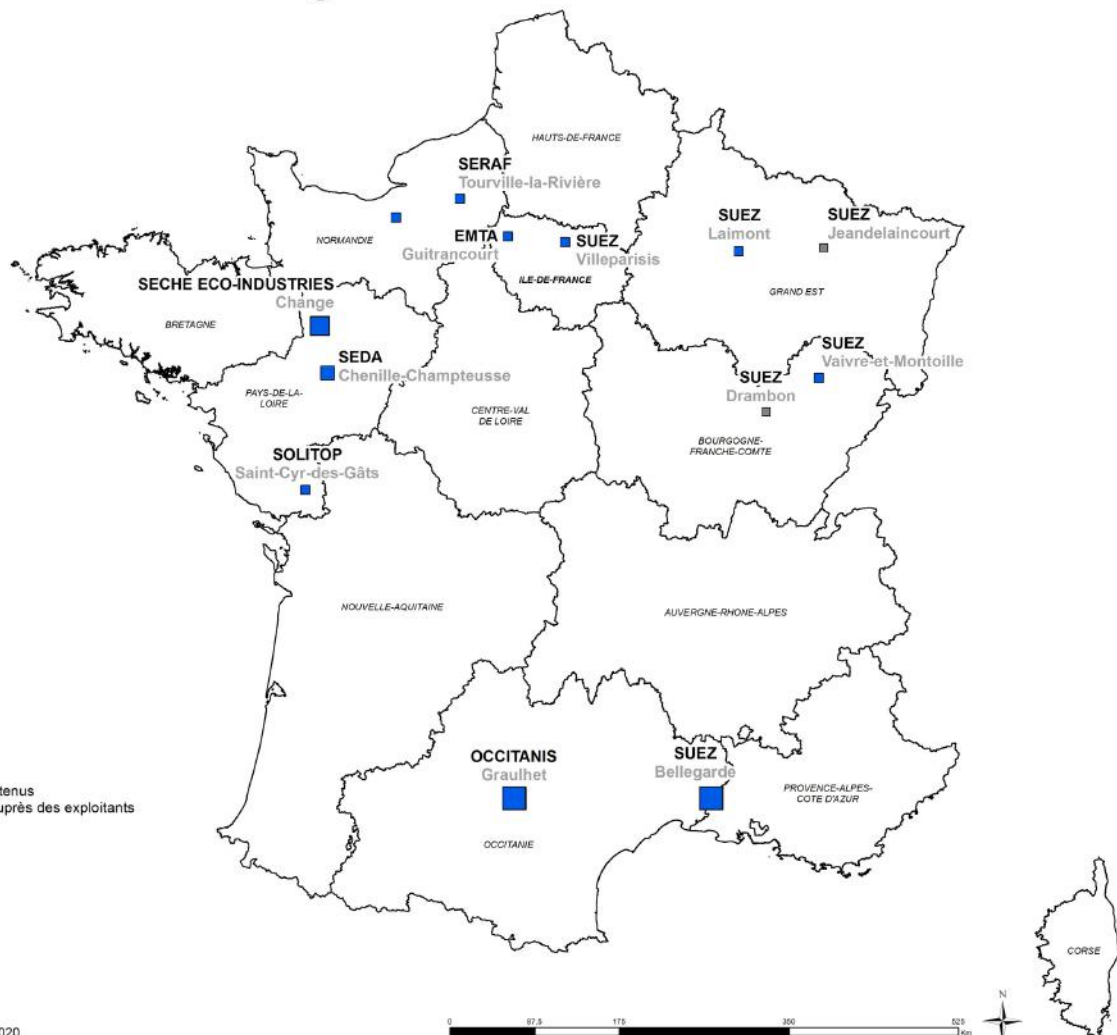 HAUTS-DE-FRANCE
SERAF
Tourville-la-Rivière
NORMANDIE
EMTA
Guitrancourt
SUEZ
Villeparisis
ILE-DE-FRANCE
SUEZ
Laimont
SUEZ
Jeandelaincourt
GRAND EST
SECHE ECO-INDUSTRIES
Change
BRETAGNE
SEDA
Chenille-Champteusse
PAYS-DE-LA-
LOIRE
CENTRE-VAL
DE LOIRE
SUEZ
Vaivre-et-Montoille
SUEZ
Drambon
BOURGOGNE-
FRANCHE-COMTE
SOLITOP
Saint-Cyr-des-Gâts
NOUVELLE-AQUITAINE
AUVERGNE-RHONE-ALPES
OCCITANIS
Graulhet
SUEZ
Bellegarde
PROVENCE-ALPES-
COTE D'AZUR
OCCITANIE
tenus
uprès des exploitants
CORSE
N
020
0 87,5 175 350 525
Km